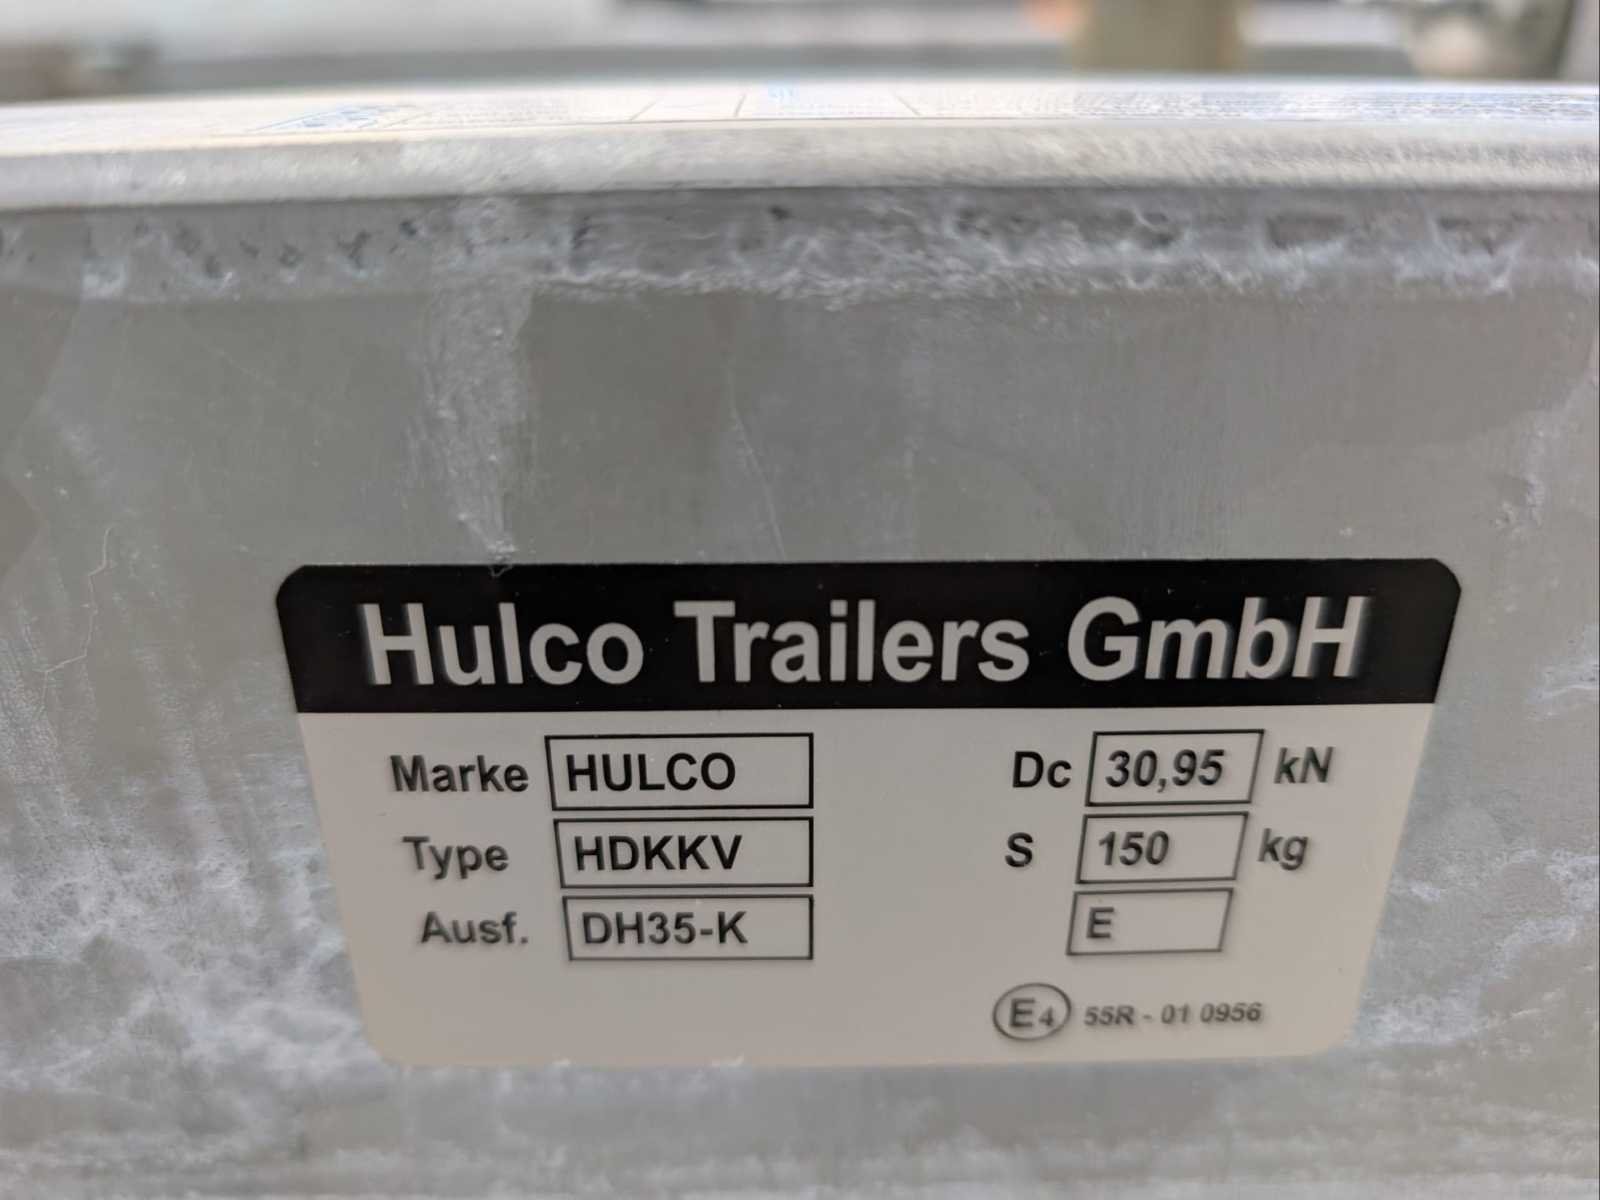 Hulco Trailers GmbH
Marke HULCO Dc 30,95 kN
Type HDKKV S 150 kg
Ausf. DH35-K E
E4 55R - 01 0956